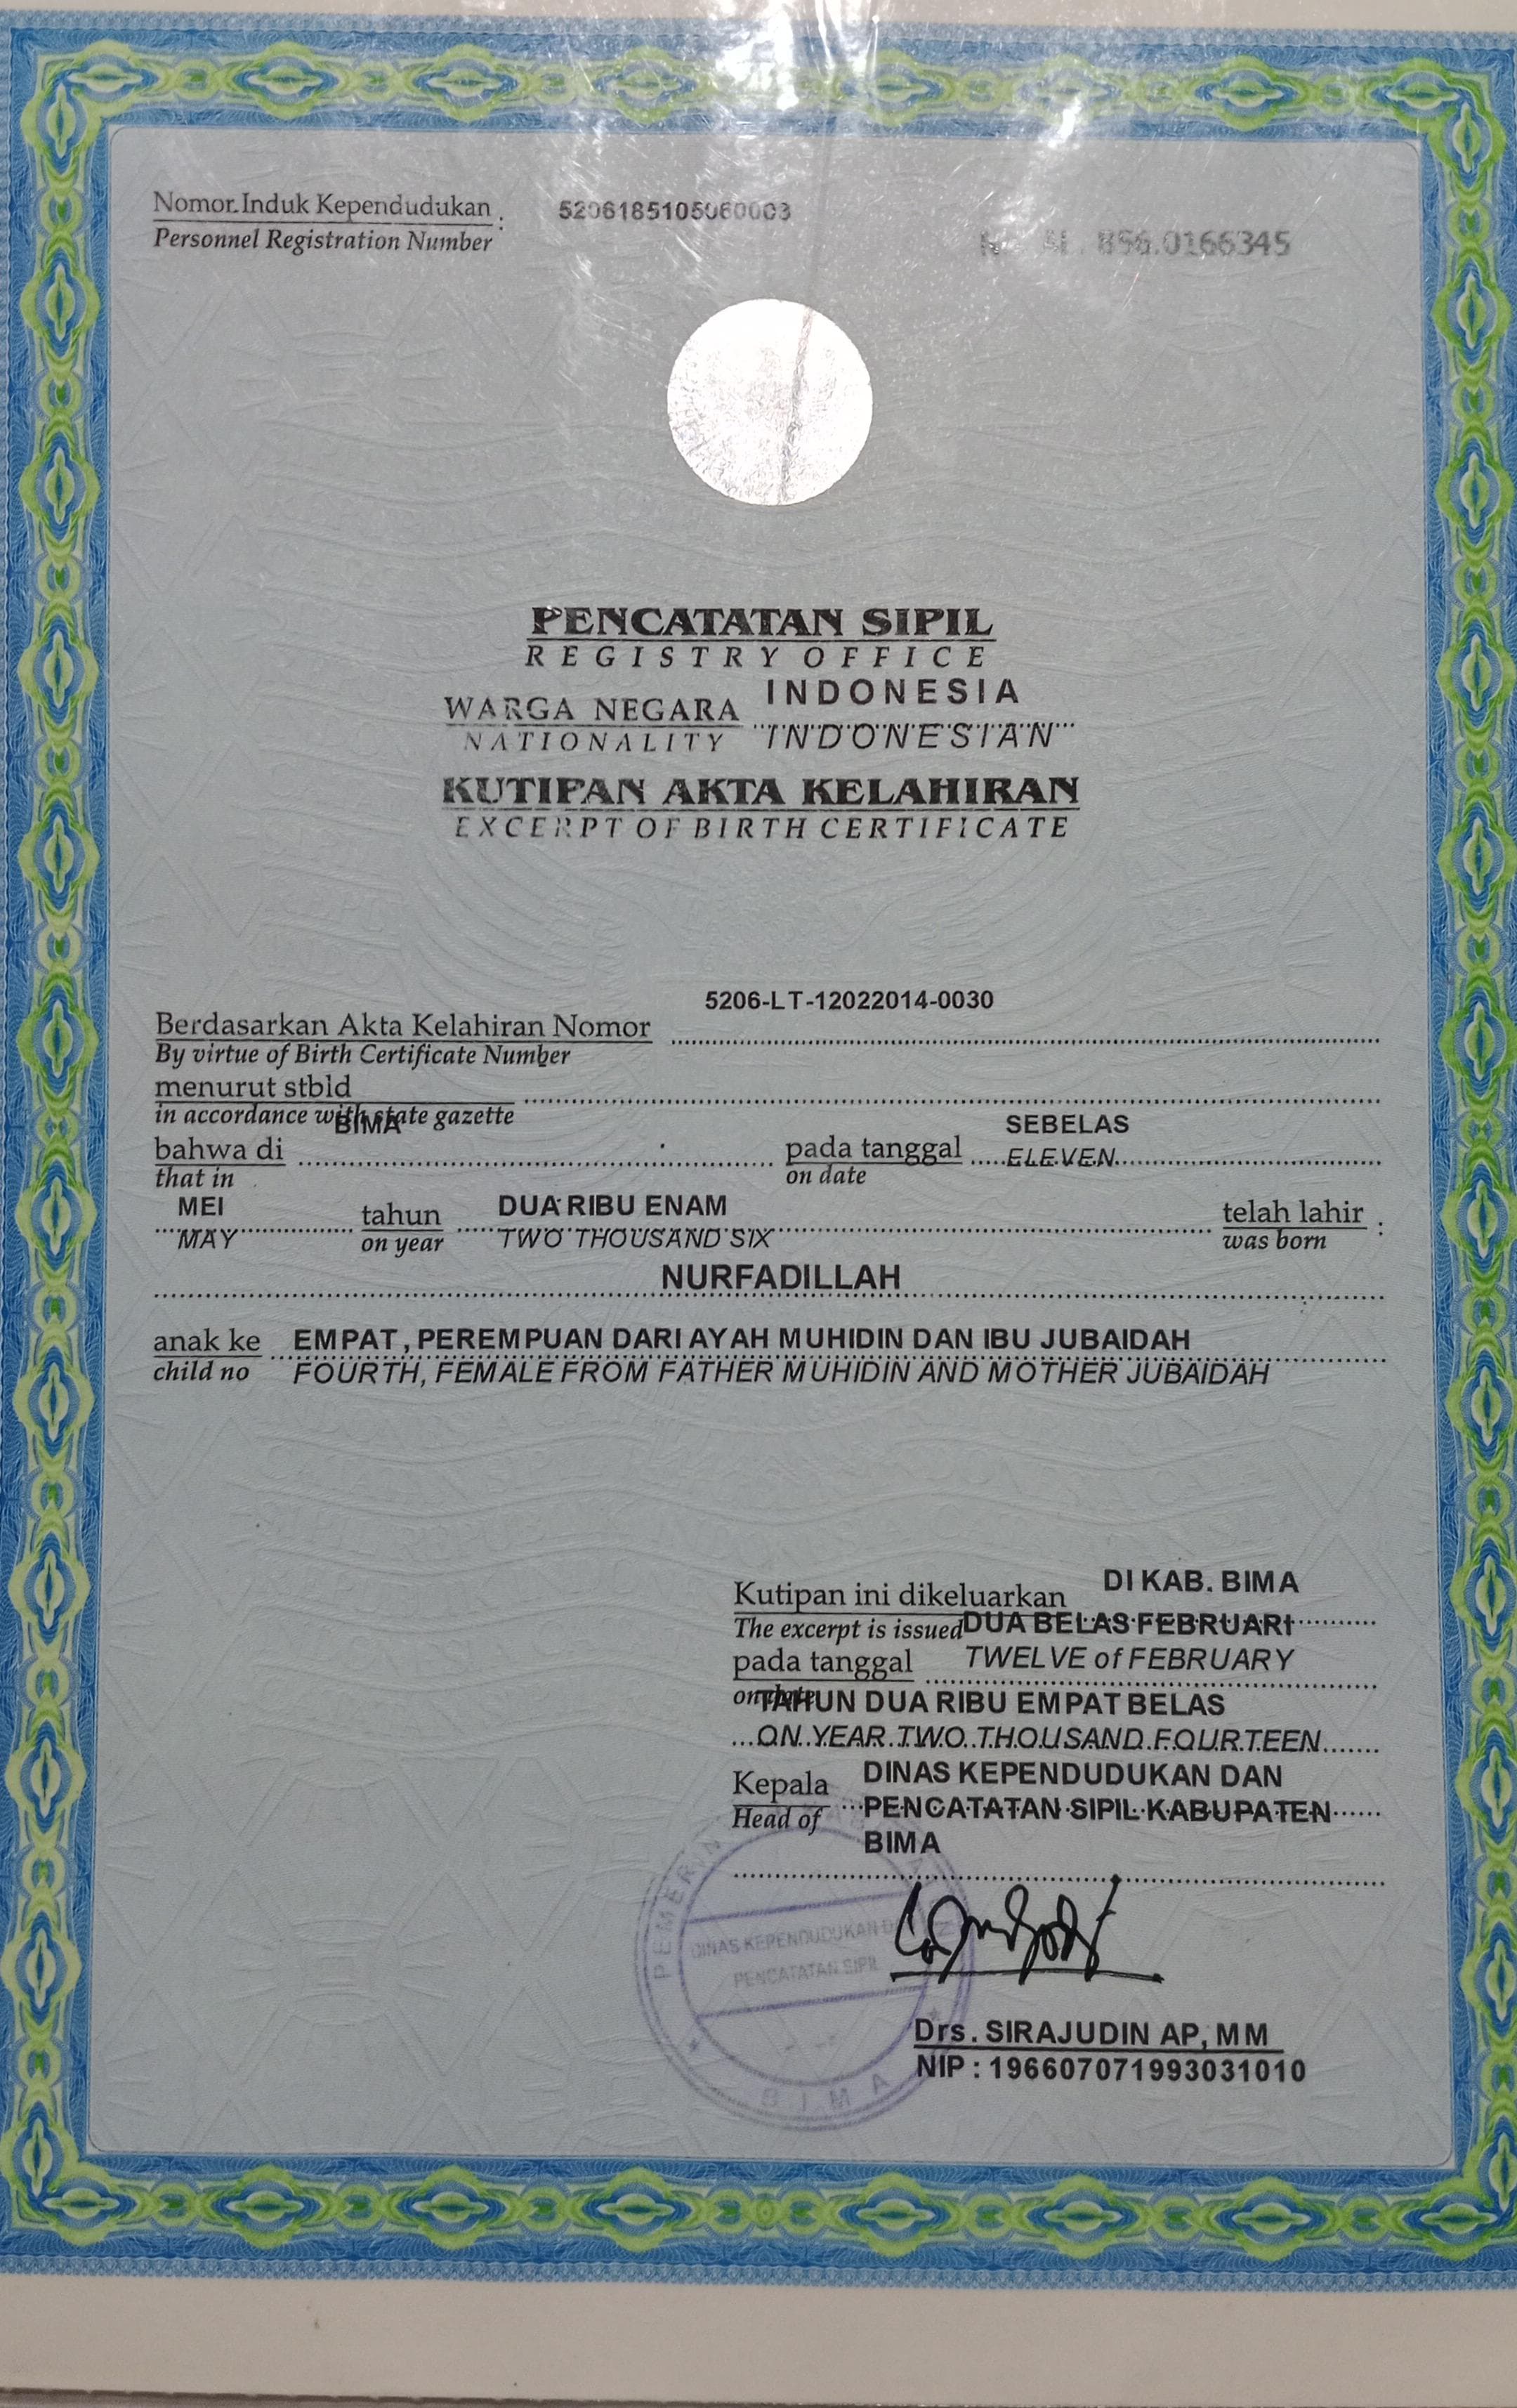 Nomor Induk Kependudukan : 5206185105060003
Personnel Registration Number
856.0166345
PENCATATAN SIPIL
REGISTRY OFFICE
WARGA NEGARA INDONESIA
NATIONALITY INDONESIAN
KUTIPAN AKTA KELAHIRAN
EXCERPT OF BIRTH CERTIFICATE
5206-LT-12022014-0030
Berdasarkan Akta Kelahiran Nomor
By virtue of Birth Certificate Number
menurut stbld
in accordance with state gazette
BIMA SEBELAS
bahwa di pada tanggal ELEVEN
that in on date
MEI DUA RIBU ENAM
tahun telah lahir :
MAY on year TWO THOUSAND SIX was born
NURFADILLAH
anak ke EMPAT, PEREMPUAN DARI AYAH MUHIDIN DAN IBU JUBAIDAH
child no FOURTH, FEMALE FROM FATHER MUHIDIN AND MOTHER JUBAIDAH
Kutipan ini dikeluarkan DI KAB. BIMA
The excerpt is issued DUA BELAS FEBRUARI
pada tanggal TWELVE of FEBRUARY
on date TAHUN DUA RIBU EMPAT BELAS
ON YEAR TWO THOUSAND FOURTEEN
Kepala DINAS KEPENDUDUKAN DAN
Head of PENCATATAN SIPIL KABUPATEN
BIMA
DINAS KEPENDUDUKAN
PENCATATAN SIPIL
BIMA
Drs. SIRAJUDIN AP, MM
NIP : 196607071993031010